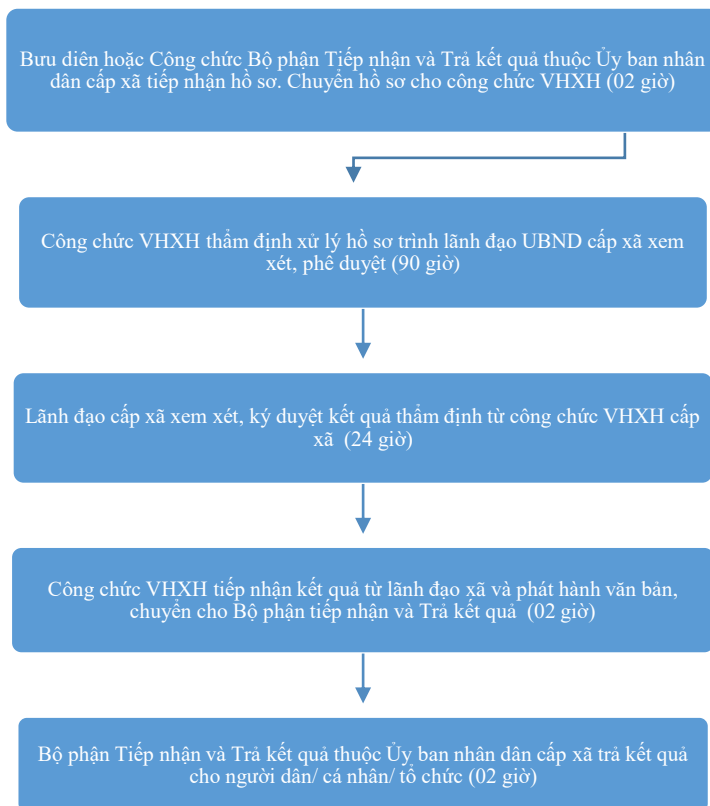 Bưu diên hoặc Công chức Bộ phận Tiếp nhận và Trả kết quả thuộc Ủy ban nhân
dân cấp xã tiếp nhận hồ sơ. Chuyển hồ sơ cho công chức VHXH (02 giờ)
Công chức VHXH thẩm định xử lý hồ sơ trình lãnh đạo UBND cấp xã xem
xét, phê duyệt (90 giờ)
Lãnh đạo cấp xã xem xét, ký duyệt kết quả thẩm định từ công chức VHXH cấp
xã (24 giờ)
Công chức VHXH tiếp nhận kết quả từ lãnh đạo xã và phát hành văn bản,
chuyển cho Bộ phận tiếp nhận và Trả kết quả (02 giờ)
Bộ phận Tiếp nhận và Trả kết quả thuộc Ủy ban nhân dân cấp xã trả kết quả
cho người dân/ cá nhân/ tổ chức (02 giờ)